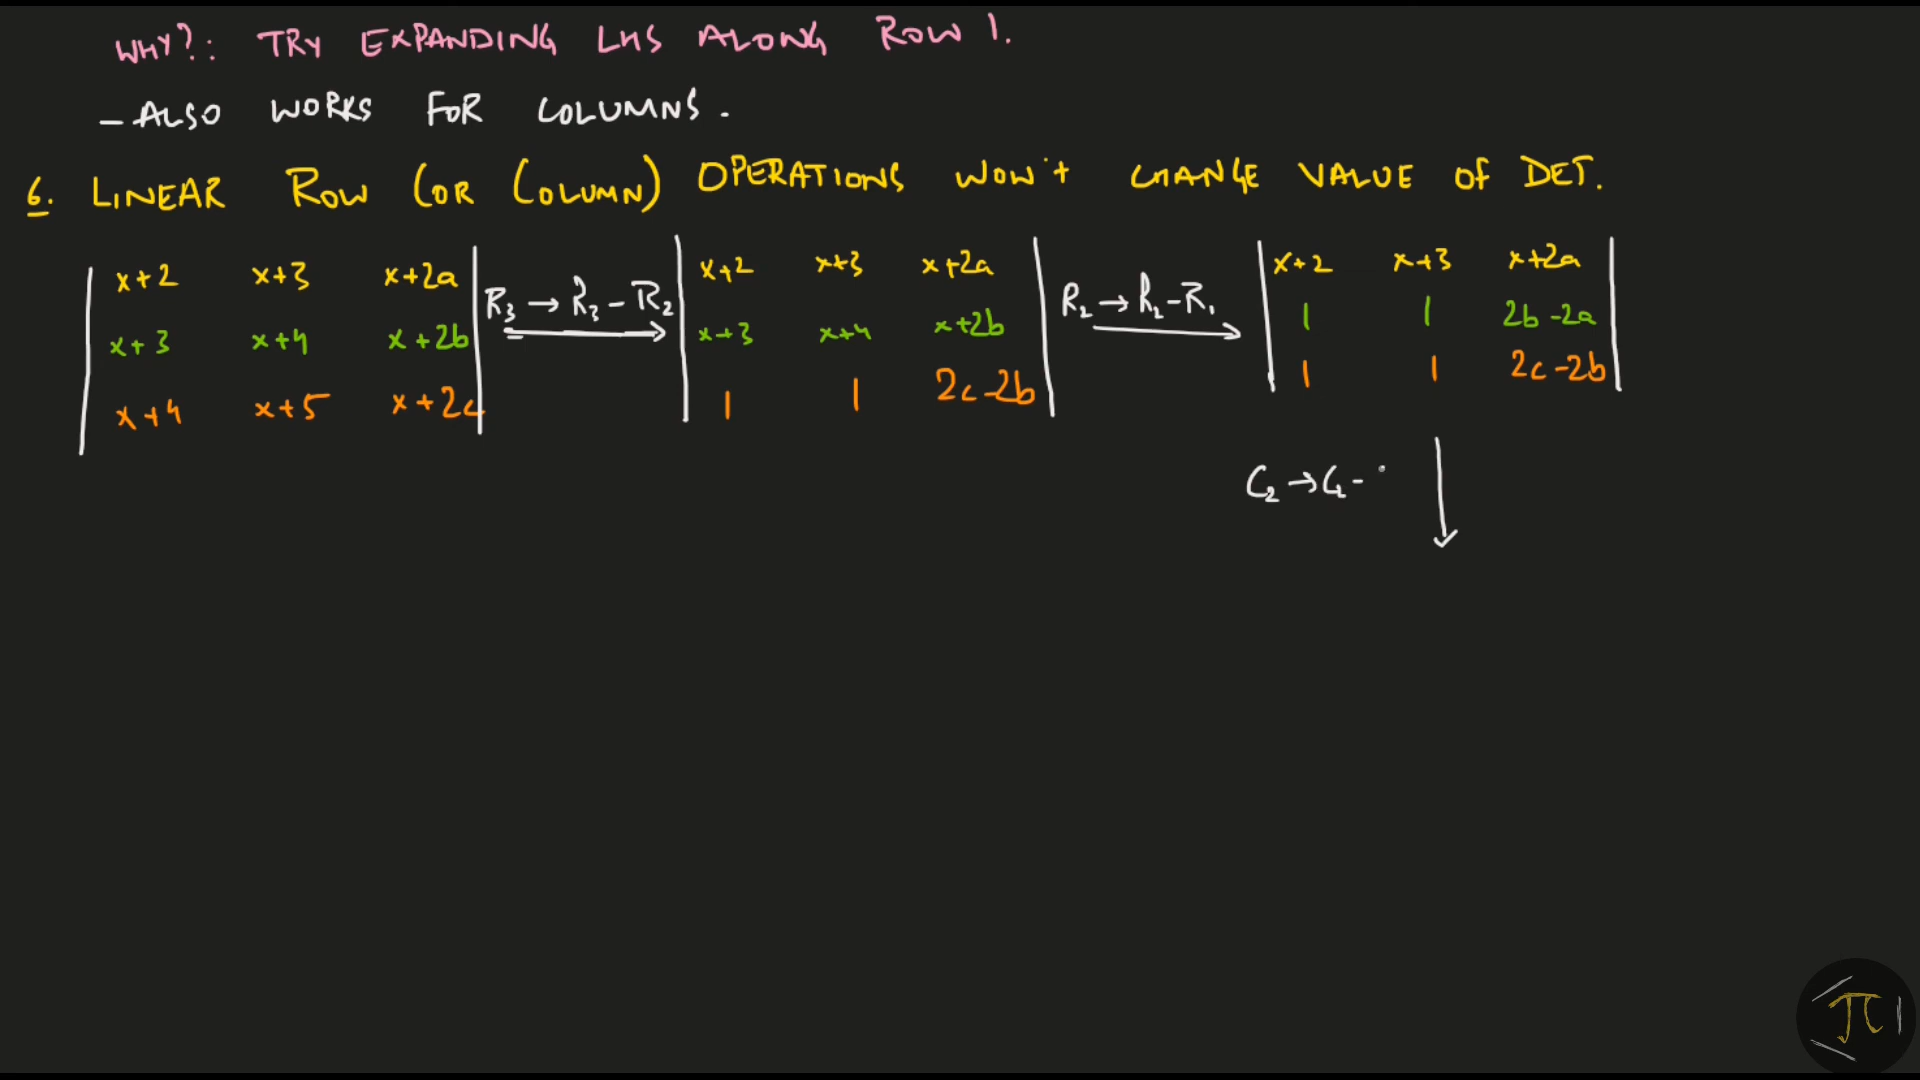 WHY?: TRY EXPANDING LHS ALONG ROW 1.
- ALSO WORKS FOR COLUMNS.
6. LINEAR ROW (OR COLUMN) OPERATIONS WON'T CHANGE VALUE OF DET.
| x+2 x+3 x+2a | R₃ → R₃ - R₂ | x+2 x+3 x+2a | R₂ → R₂ - R₁ | x+2 x+3 x+2a |
| x+3 x+4 x+2b | | x+3 x+4 x+2b | | 1 1 2b-2a |
| x+4 x+5 x+2c | | 1 1 2c-2b | | 1 1 2c-2b |
C₂ → C₂ -
π